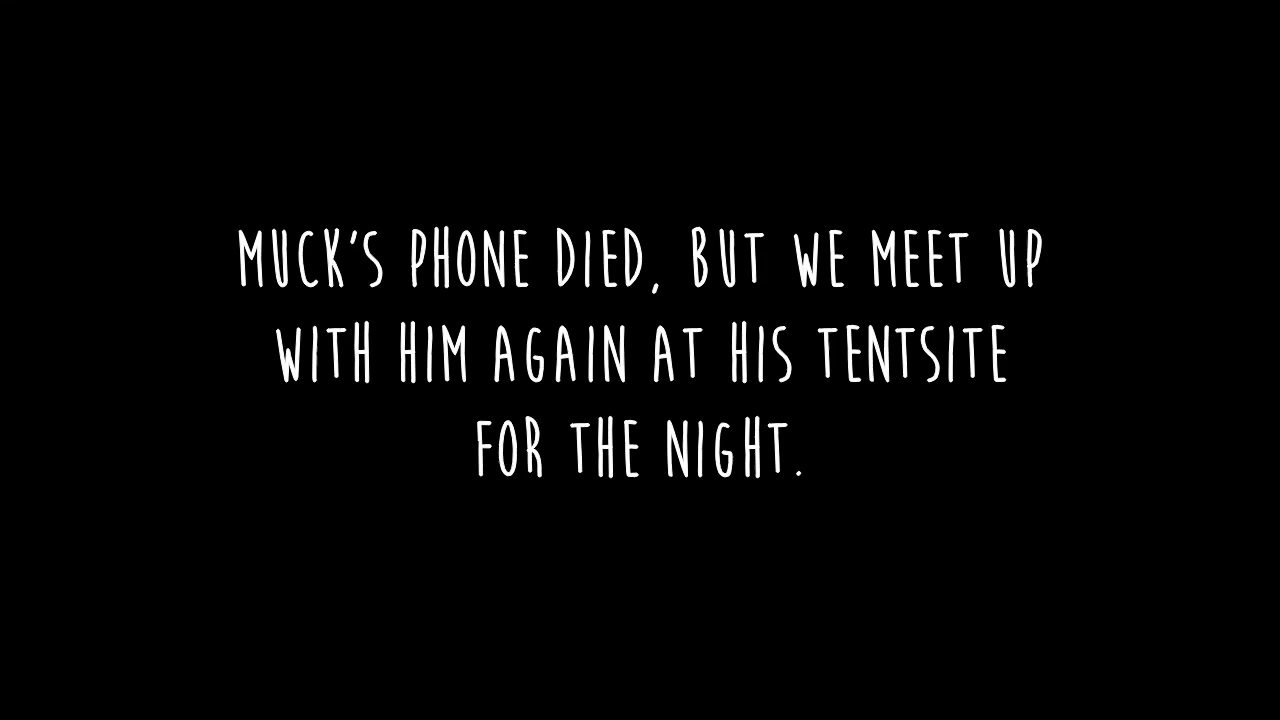 MUCK'S PHONE DIED, BUT WE MEET UP
WITH HIM AGAIN AT HIS TENTSITE
FOR THE NIGHT.